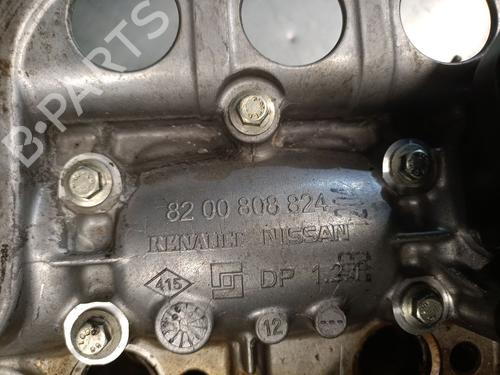 B-PARTS
82 00 808 824
RENAULT NISSAN
415 DP 1.2
12